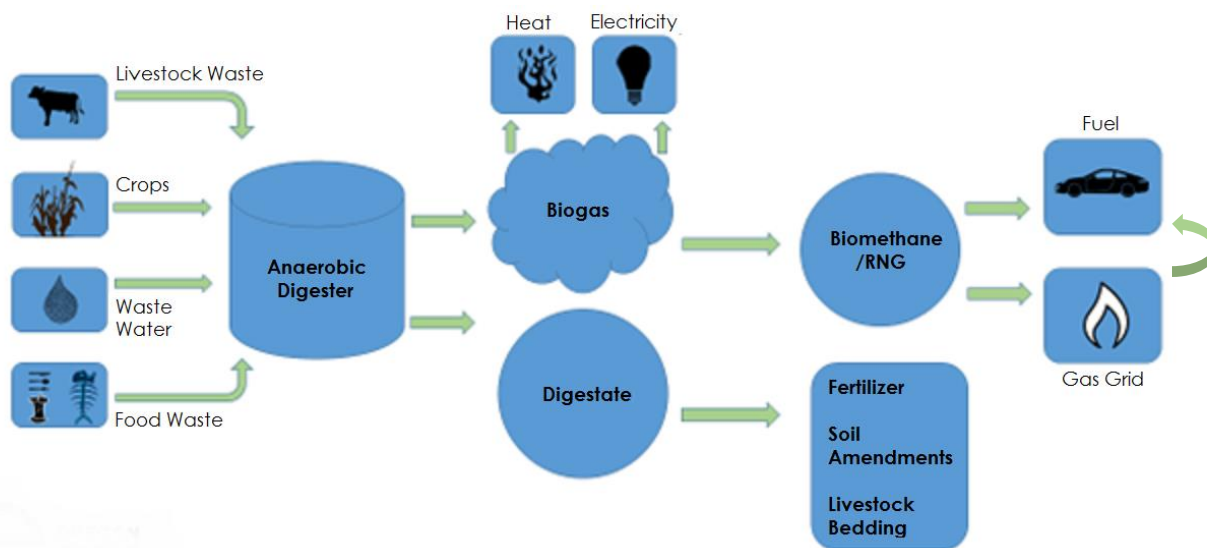 Heat
Electricity
Livestock Waste
Crops
Waste
Water
Food Waste
Anaerobic
Digester
Biogas
Digestate
Biomethane
/RNG
Fuel
Gas Grid
Fertilizer
Soil
Amendments
Livestock
Bedding